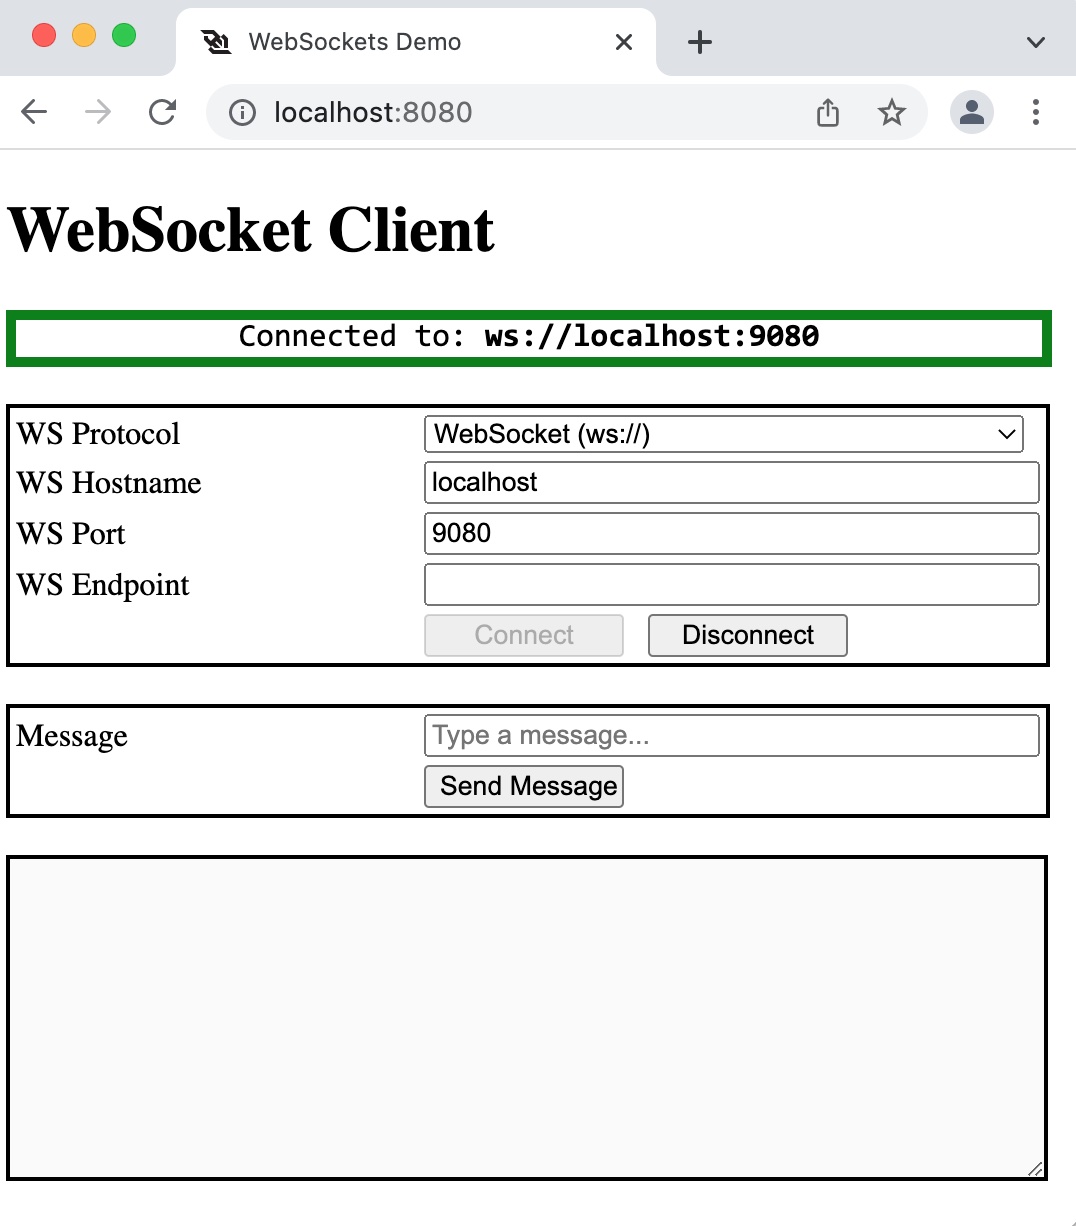 WebSockets Demo
localhost:8080
WebSocket Client
Connected to: ws://localhost:9080
WS Protocol WebSocket (ws://)
WS Hostname localhost
WS Port 9080
WS Endpoint
Connect Disconnect
Message Type a message...
Send Message